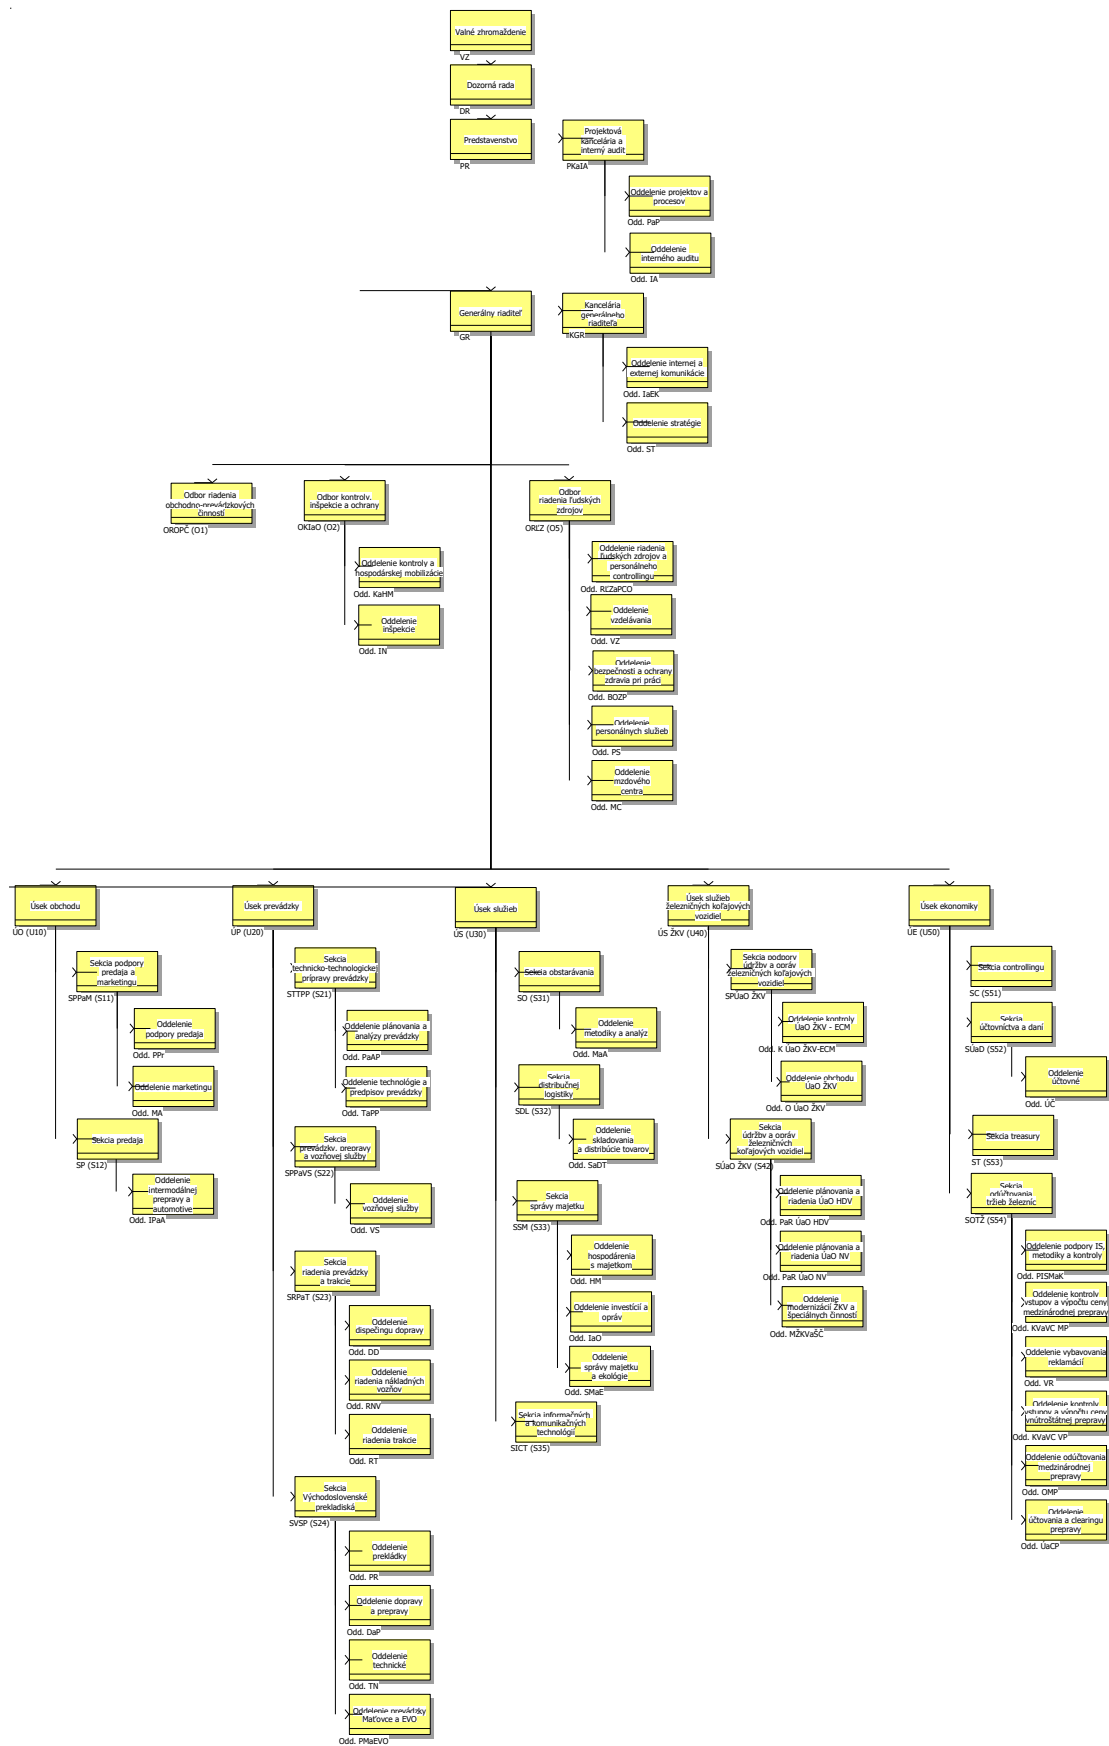 Valné zhromaždenie
VZ
Dozorná rada
DR
Predstavenstvo
PR
Projektová
kancelária a
interný audit
PKaIA
Oddelenie projektov a
procesov
Odd. PaP
Oddelenie
interného auditu
Odd. IA
Generálny riaditeľ
GR
Kancelária
generálneho
riaditeľa
KGR
Oddelenie internej a
externej komunikácie
Odd. IaEK
Oddelenie stratégie
Odd. ST
Odbor riadenia
obchodno-prevádzkových
činností
OROPČ (O1)
Odbor kontroly,
inšpekcie a ochrany
OKIaO (O2)
Oddelenie kontroly a
hospodárskej mobilizácie
Odd. KaHM
Oddelenie
inšpekcie
Odd. IN
Odbor
riadenia ľudských
zdrojov
ORĽZ (O5)
Oddelenie riadenia
ľudských zdrojov a
personálneho
controllingu
Odd. RĽZaPCO
Oddelenie
vzdelávania
Odd. VZ
Oddelenie
bezpečnosti a ochrany
zdravia pri práci
Odd. BOZP
Oddelenie
personálnych služieb
Odd. PS
Oddelenie
mzdového
centra
Odd. MC
Úsek obchodu
ÚO (U10)
Sekcia podpory
predaja a
marketingu
SPPaM (S11)
Oddelenie
podpory predaja
Odd. PPr
Oddelenie marketingu
Odd. MA
Sekcia predaja
SP (S12)
Oddelenie
intermodálnej
prepravy a
automotive
Odd. IPaA
Úsek prevádzky
ÚP (U20)
Sekcia
technicko-technologickej
prípravy prevádzky
STTPP (S21)
Oddelenie plánovania a
analýzy prevádzky
Odd. PaAP
Oddelenie technológie a
predpisov prevádzky
Odd. TaPP
Sekcia
prevádzky, prepravy
a vozňovej služby
SPPaVS (S22)
Oddelenie
vozňovej služby
Odd. VS
Sekcia
riadenia prevádzky
a trakcie
SRPaT (S23)
Oddelenie
dispečingu dopravy
Odd. DD
Oddelenie
riadenia nákladných
vozňov
Odd. RNV
Oddelenie
riadenia trakcie
Odd. RT
Sekcia
Východoslovenské
prekladiská
SVSP (S24)
Oddelenie
prekládky
Odd. PR
Oddelenie dopravy
a prepravy
Odd. DaP
Oddelenie
technické
Odd. TN
Oddelenie prevádzky
Maťovce a EVO
Odd. PMaEVO
Úsek služieb
ÚS (U30)
Sekcia obstarávania
SO (S31)
Oddelenie
metodiky a analýz
Odd. MaA
Sekcia
distribučnej
logistiky
SDL (S32)
Oddelenie
skladovania
a distribúcie tovarov
Odd. SaDT
Sekcia
správy majetku
SSM (S33)
Oddelenie
hospodárenia
s majetkom
Odd. HM
Oddelenie investícií a
opráv
Odd. IaO
Oddelenie
správy majetku
a ekológie
Odd. SMaE
Sekcia informačných
a komunikačných
technológií
SICT (S35)
Úsek služieb
železničných koľajových
vozidiel
ÚS ŽKV (U40)
Sekcia podpory
údržby a opráv
železničných koľajových
vozidiel
SPÚaO ŽKV
Oddelenie kontroly
ÚaO ŽKV - ECM
Odd. K ÚaO ŽKV-ECM
Oddelenie obchodu
ÚaO ŽKV
Odd. O ÚaO ŽKV
Sekcia
údržby a opráv
železničných
koľajových vozidiel
SÚaO ŽKV (S42)
Oddelenie plánovania a
riadenia ÚaO HDV
Odd. PaR ÚaO HDV
Oddelenie plánovania a
riadenia ÚaO NV
Odd. PaR ÚaO NV
Oddelenie
modernizácií ŽKV a
špeciálnych činností
Odd. MŽKVaŠČ
Úsek ekonomiky
ÚE (U50)
Sekcia controllingu
SC (S51)
Sekcia
účtovníctva a daní
SÚaD (S52)
Oddelenie
účtovné
Odd. ÚČ
Sekcia treasury
ST (S53)
Sekcia
odúčtovania
tržieb železníc
SOTŽ (S54)
Oddelenie podpory IS,
metodiky a kontroly
Odd. PISMaK
Oddelenie kontroly
vstupov a výpočtu ceny
medzinárodnej prepravy
Odd. KVaVC MP
Oddelenie vybavovania
reklamácií
Odd. VR
Oddelenie kontroly
vstupov a výpočtu ceny
vnútroštátnej prepravy
Odd. KVaVC VP
Oddelenie odúčtovania
medzinárodnej
prepravy
Odd. OMP
Oddelenie
účtovania a clearingu
prepravy
Odd. ÚaCP